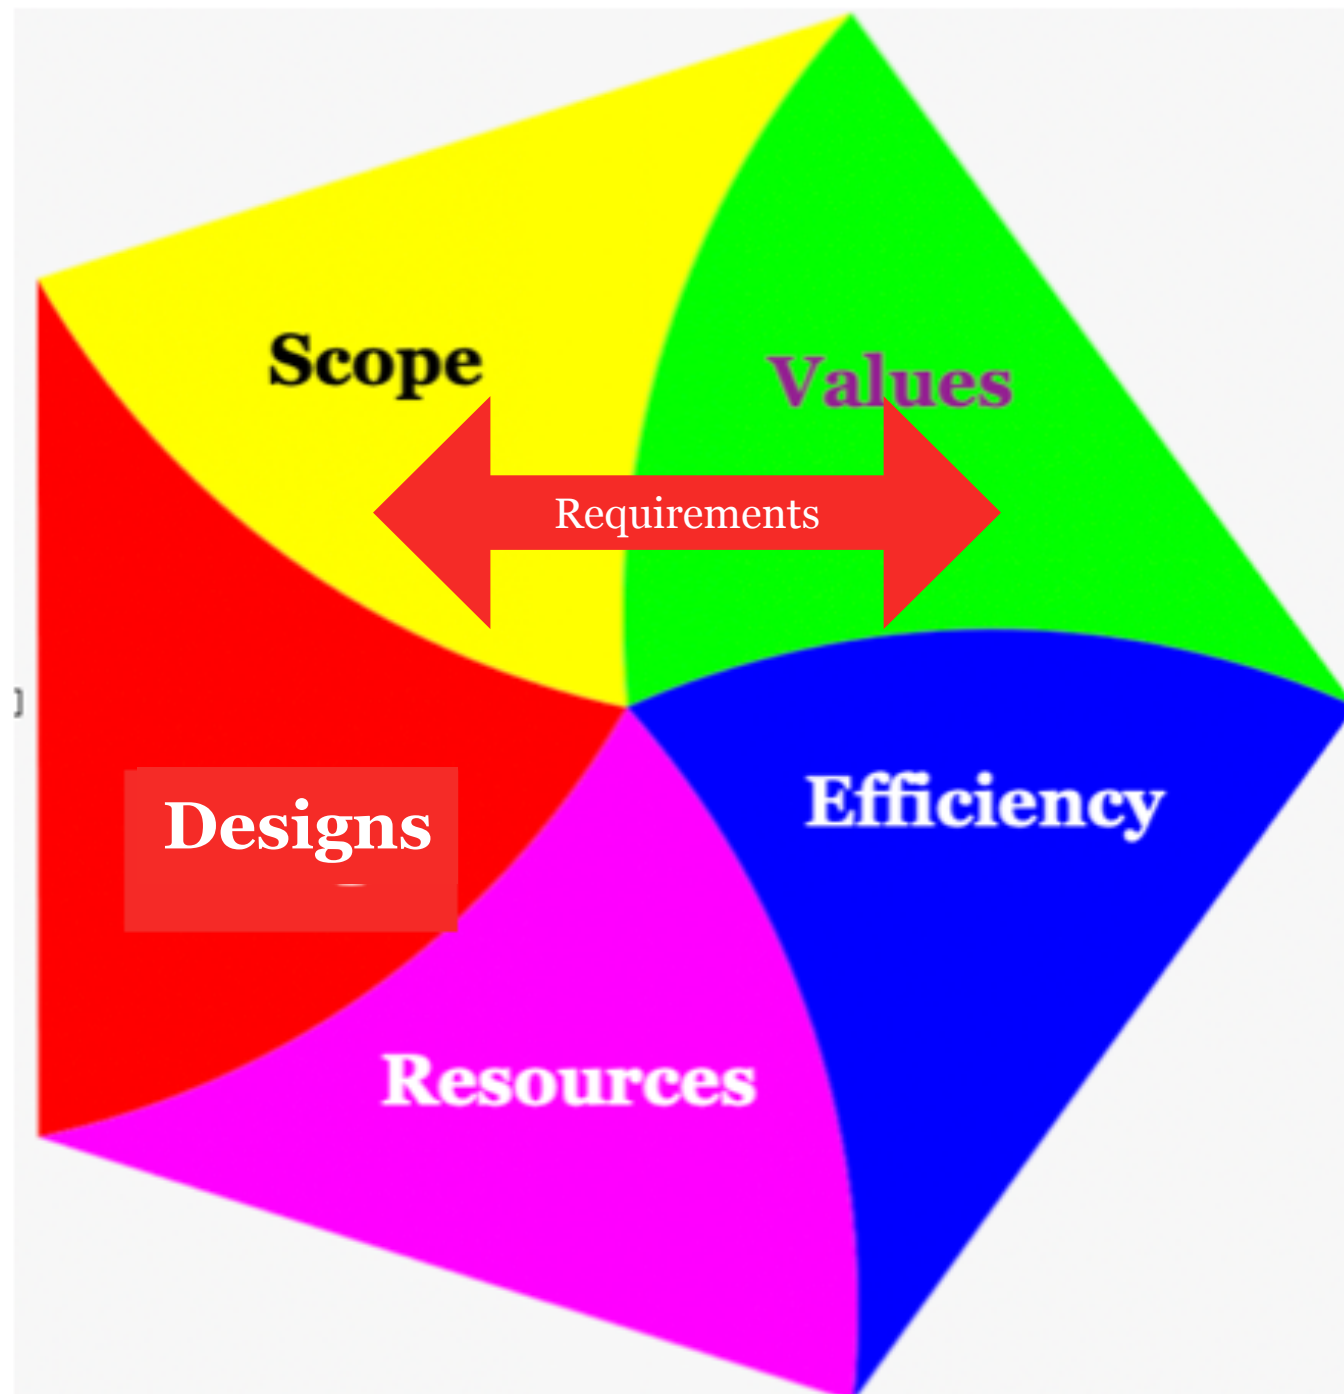 Scope
Values
Requirements
Designs
Efficiency
Resources